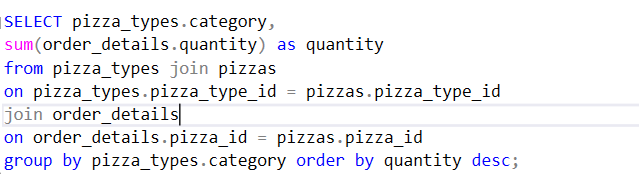 SELECT pizza_types.category,
sum(order_details.quantity) as quantity
from pizza_types join pizzas
on pizza_types.pizza_type_id = pizzas.pizza_type_id
join order_details
on order_details.pizza_id = pizzas.pizza_id
group by pizza_types.category order by quantity desc;